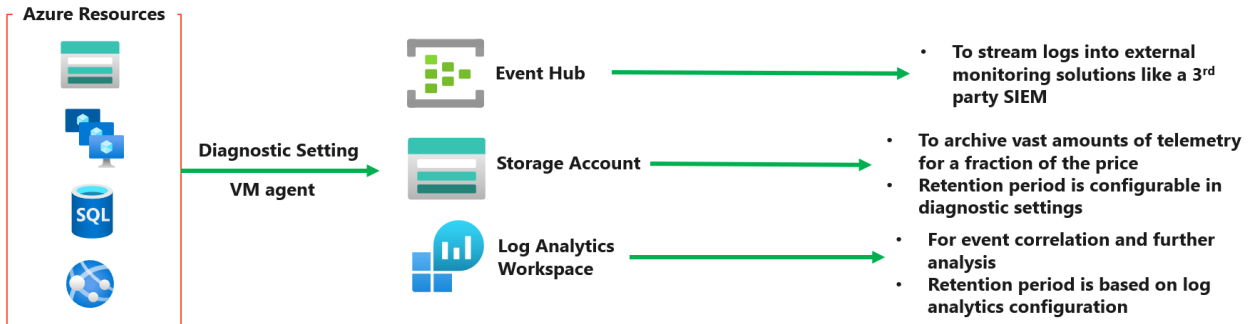 Azure Resources
SQL
Diagnostic Setting
VM agent
Event Hub
• To stream logs into external
monitoring solutions like a 3rd
party SIEM
Storage Account
• To archive vast amounts of telemetry
for a fraction of the price
• Retention period is configurable in
diagnostic settings
Log Analytics
Workspace
• For event correlation and further
analysis
• Retention period is based on log
analytics configuration